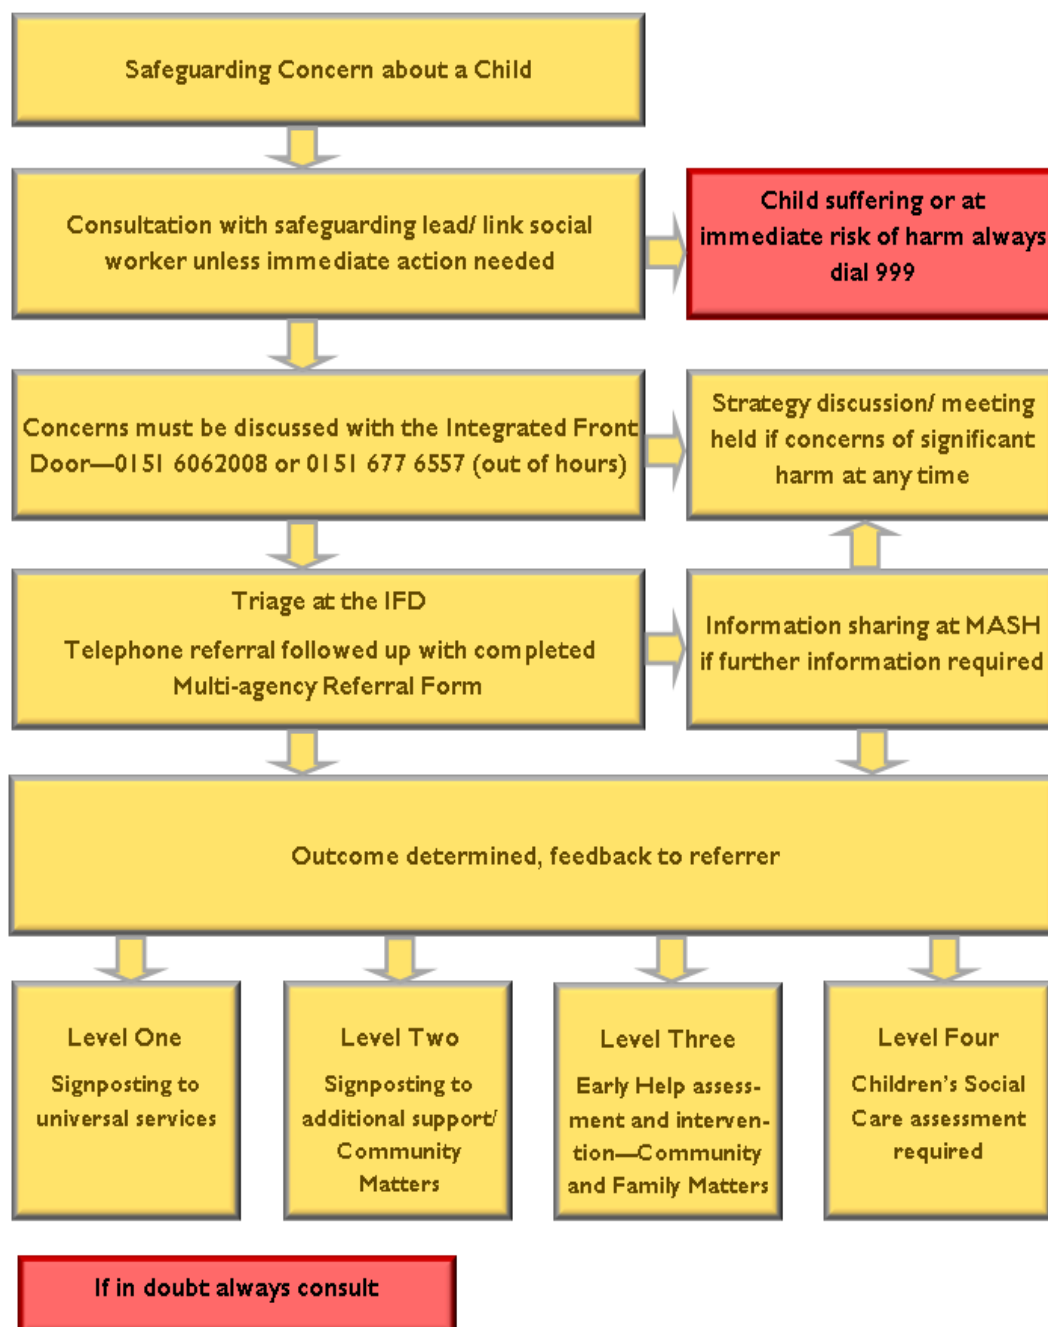 Safeguarding Concern about a Child
Consultation with safeguarding lead/ link social
worker unless immediate action needed
Child suffering or at
immediate risk of harm always
dial 999
Concerns must be discussed with the Integrated Front
Door—0151 6062008 or 0151 677 6557 (out of hours)
Strategy discussion/ meeting
held if concerns of significant
harm at any time
Triage at the IFD
Telephone referral followed up with completed
Multi-agency Referral Form
Information sharing at MASH
if further information required
Outcome determined, feedback to referrer
Level One
Signposting to
universal services
Level Two
Signposting to
additional support/
Community
Matters
Level Three
Early Help assess-
ment and interven-
tion—Community
and Family Matters
Level Four
Children's Social
Care assessment
required
If in doubt always consult